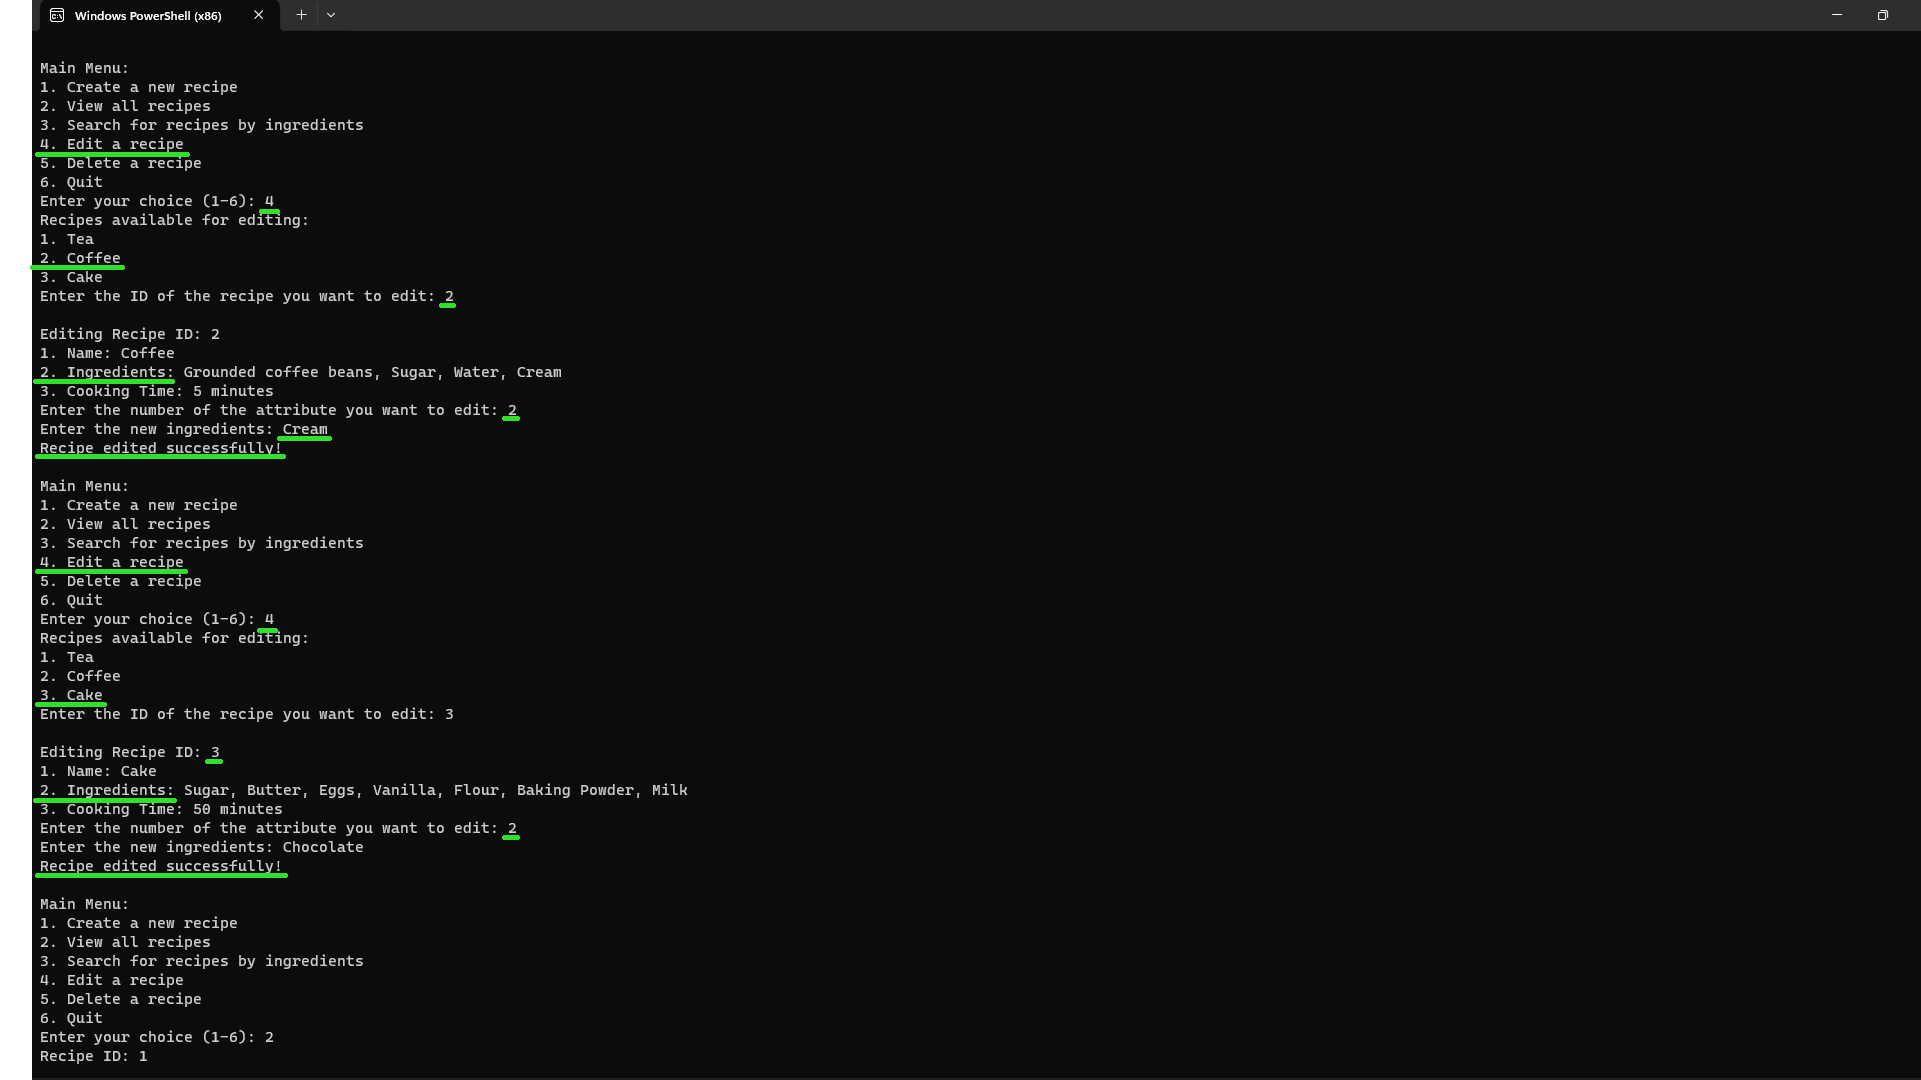 Windows PowerShell (x86)
Main Menu:
1. Create a new recipe
2. View all recipes
3. Search for recipes by ingredients
4. Edit a recipe
5. Delete a recipe
6. Quit
Enter your choice (1-6): 4
Recipes available for editing:
1. Tea
2. Coffee
3. Cake
Enter the ID of the recipe you want to edit: 2
Editing Recipe ID: 2
1. Name: Coffee
2. Ingredients: Grounded coffee beans, Sugar, Water, Cream
3. Cooking Time: 5 minutes
Enter the number of the attribute you want to edit: 2
Enter the new ingredients: Cream
Recipe edited successfully!
Main Menu:
1. Create a new recipe
2. View all recipes
3. Search for recipes by ingredients
4. Edit a recipe
5. Delete a recipe
6. Quit
Enter your choice (1-6): 4
Recipes available for editing:
1. Tea
2. Coffee
3. Cake
Enter the ID of the recipe you want to edit: 3
Editing Recipe ID: 3
1. Name: Cake
2. Ingredients: Sugar, Butter, Eggs, Vanilla, Flour, Baking Powder, Milk
3. Cooking Time: 50 minutes
Enter the number of the attribute you want to edit: 2
Enter the new ingredients: Chocolate
Recipe edited successfully!
Main Menu:
1. Create a new recipe
2. View all recipes
3. Search for recipes by ingredients
4. Edit a recipe
5. Delete a recipe
6. Quit
Enter your choice (1-6): 2
Recipe ID: 1